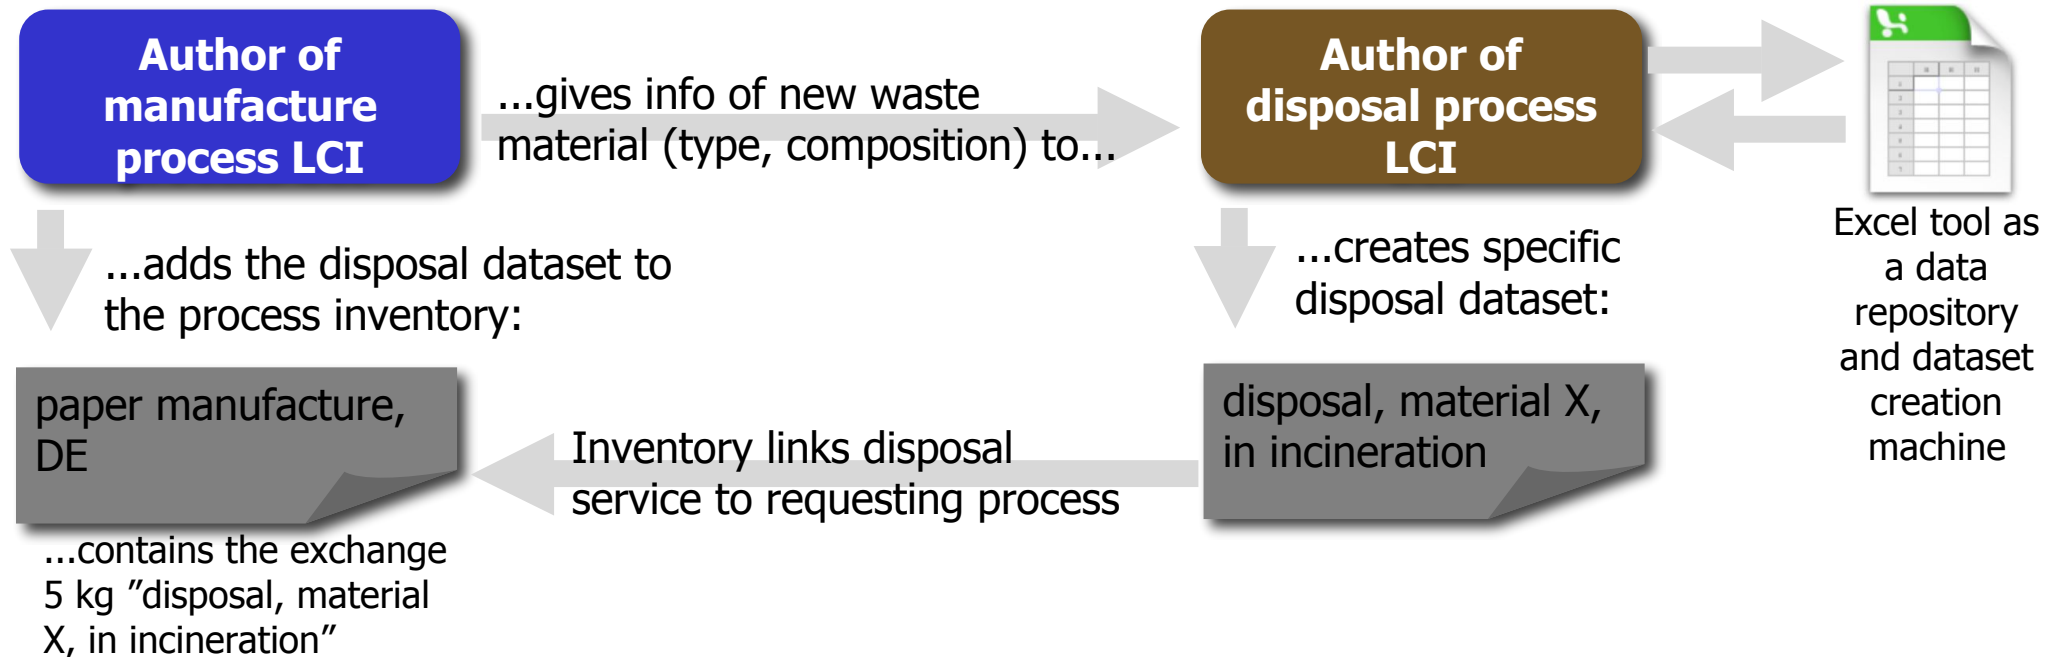 Author of
manufacture
process LCI
...gives info of new waste
material (type, composition) to...
Author of
disposal process
LCI
Excel tool as
a data
repository
and dataset
creation
machine
...adds the disposal dataset to
the process inventory:
...creates specific
disposal dataset:
paper manufacture,
DE
Inventory links disposal
service to requesting process
disposal, material X,
in incineration
...contains the exchange
5 kg ”disposal, material
X, in incineration”